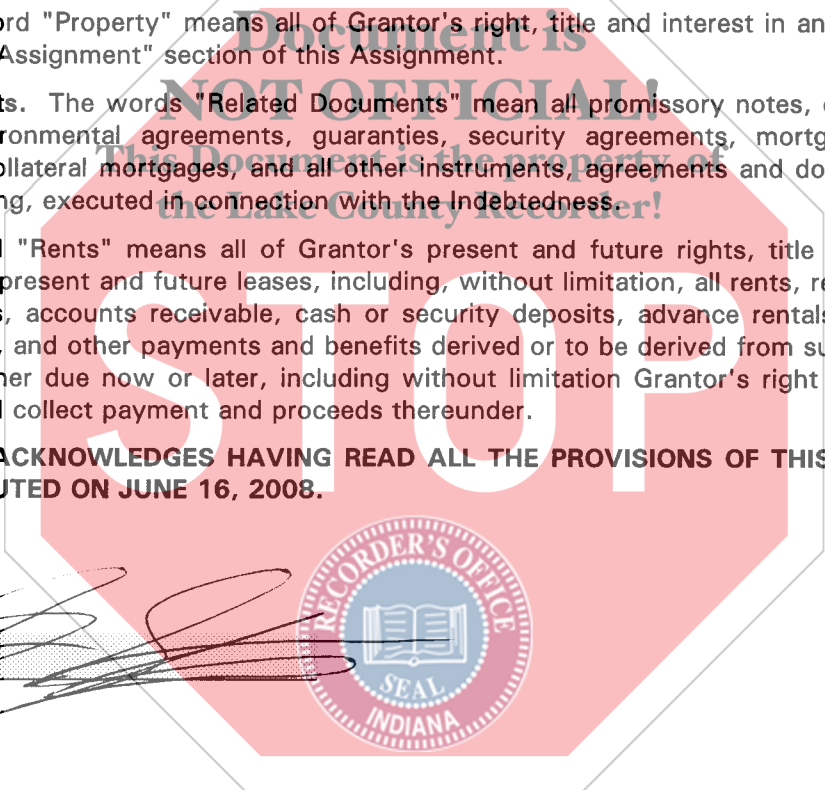 ord "Property" means all of Grantor's right, title and interest in an
Assignment" section of this Assignment.
ts. The words "Related Documents" mean all promissory notes,
ronmental agreements, guaranties, security agreements, mortg
ollateral mortgages, and all other instruments, agreements and do
ng, executed in connection with the Indebtedness.
"Rents" means all of Grantor's present and future rights, title
present and future leases, including, without limitation, all rents, re
s, accounts receivable, cash or security deposits, advance rentals
, and other payments and benefits derived or to be derived from su
er due now or later, including without limitation Grantor's right
collect payment and proceeds thereunder.
ACKNOWLEDGES HAVING READ ALL THE PROVISIONS OF THIS
UTED ON JUNE 16, 2008.
Document is
NOT OFFICIAL!
This Document is the property of
the Lake County Recorder!
STOP
RECORDER'S OFFICE
SEAL
INDIANA